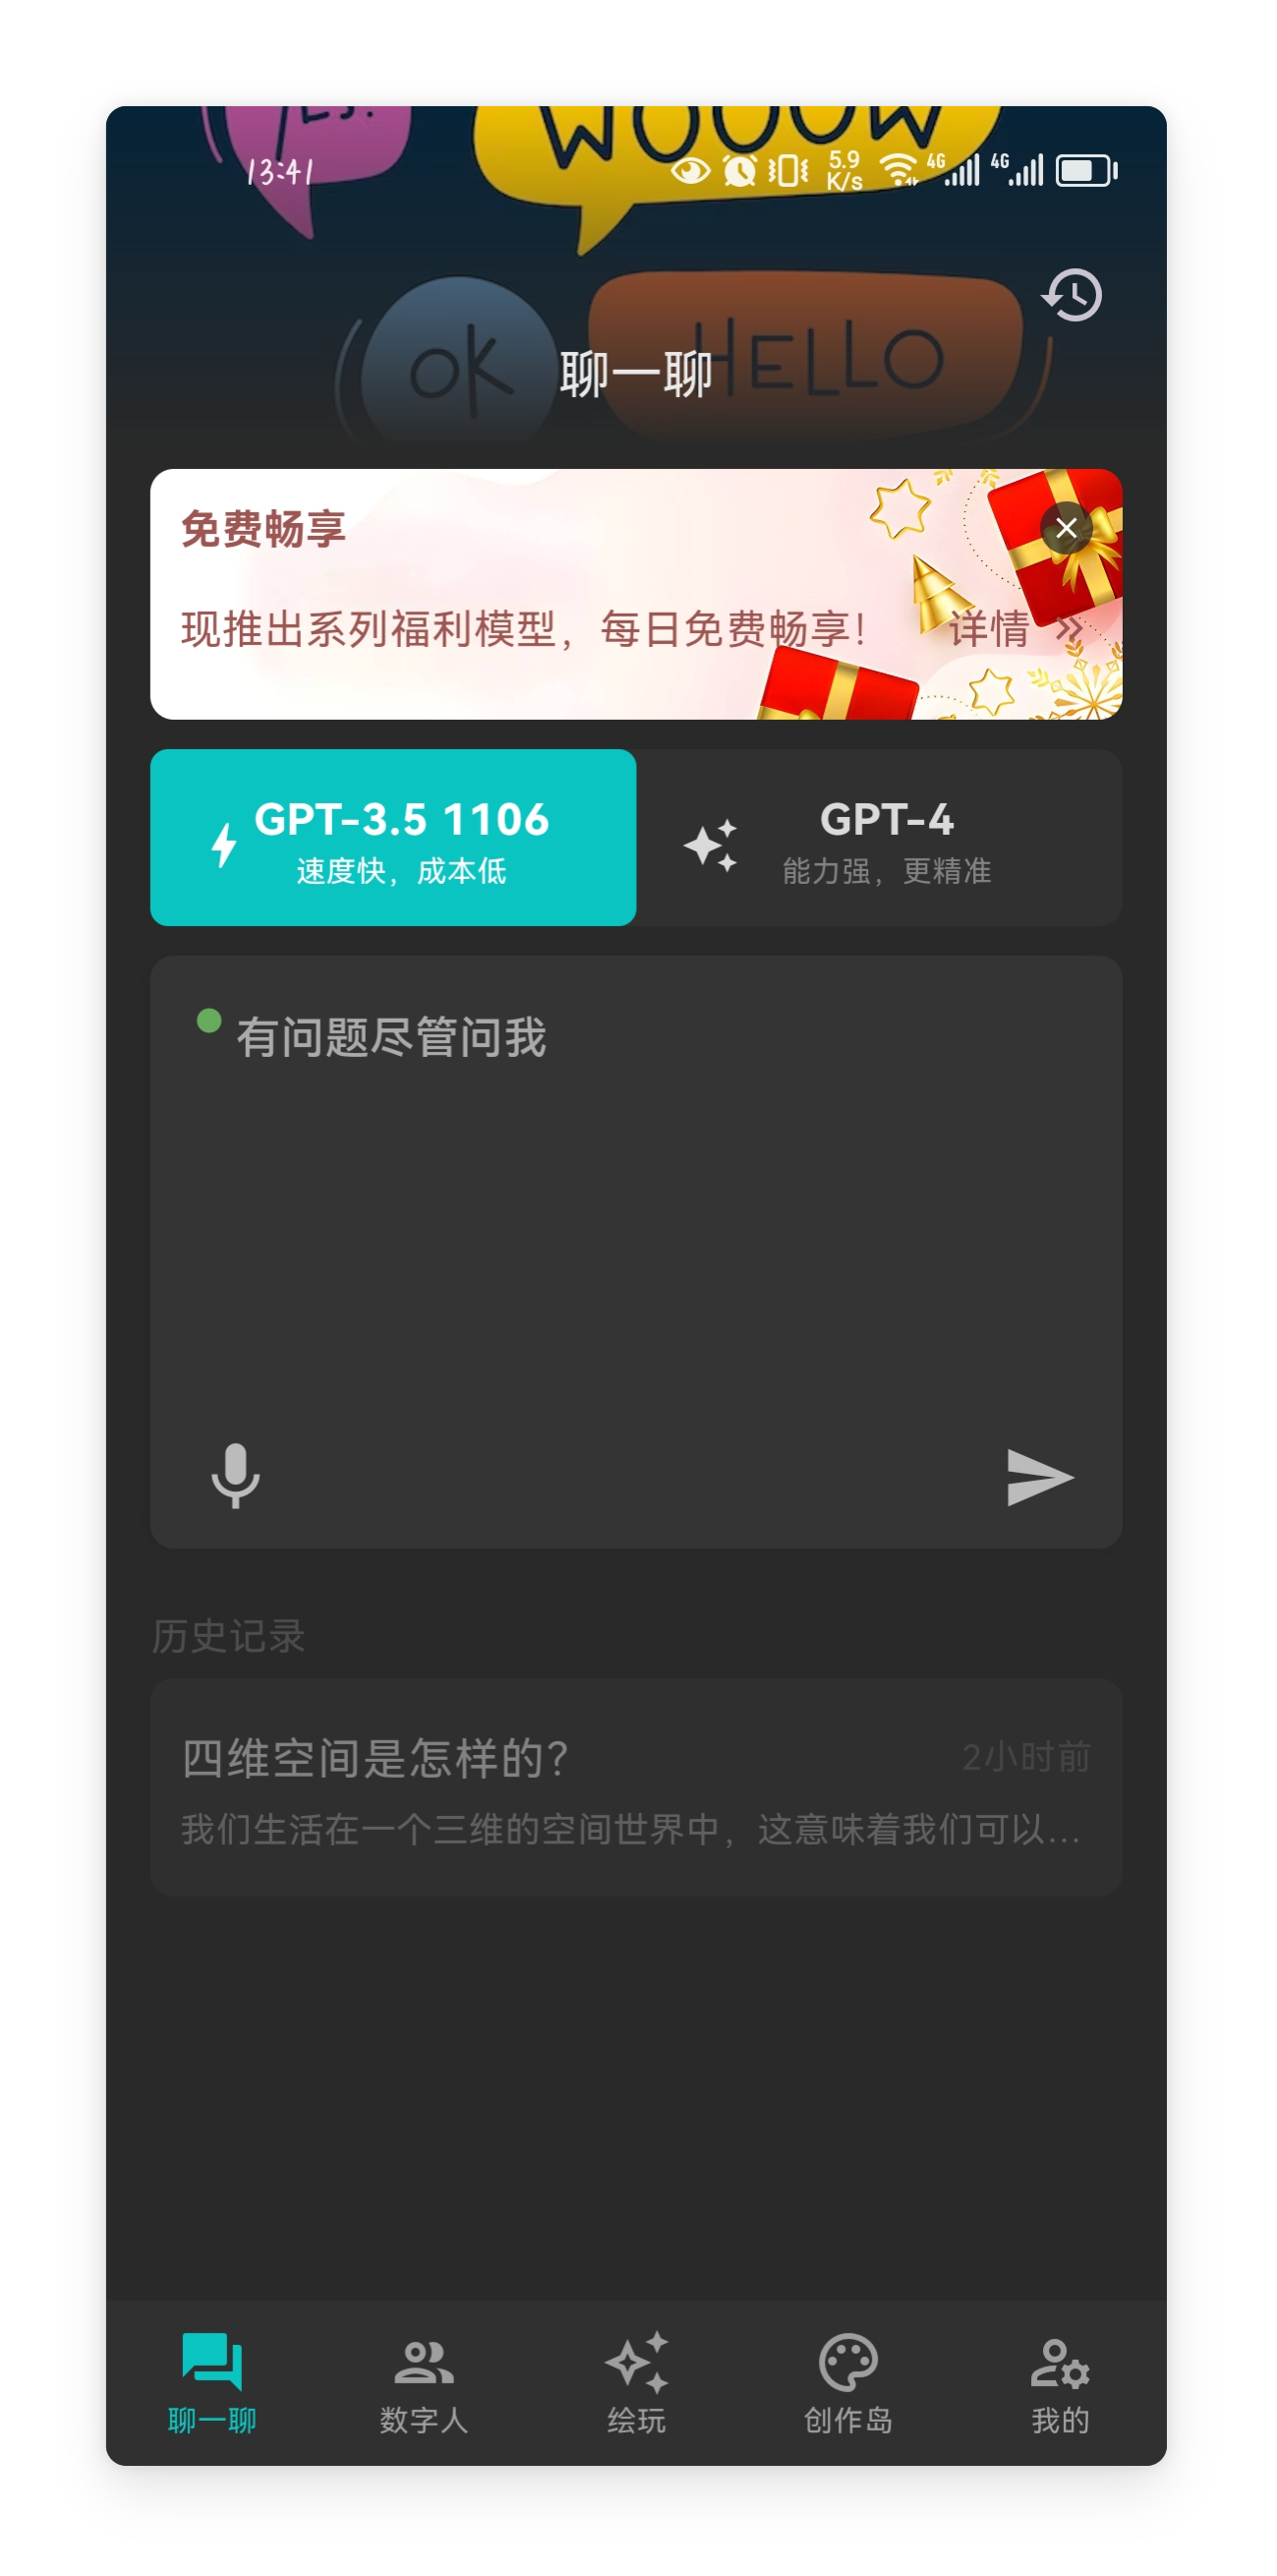 WOOOW
13:41
5.9
K/s
4G
4G
OK
HELLO
聊一聊
免费畅享
现推出系列福利模型，每日免费畅享！
详情
GPT-3.5 1106
速度快，成本低
GPT-4
能力强，更精准
有问题尽管问我
历史记录
四维空间是怎样的？
2小时前
我们生活在一个三维的空间世界中，这意味着我们可以...
聊一聊
数字人
绘玩
创作岛
我的